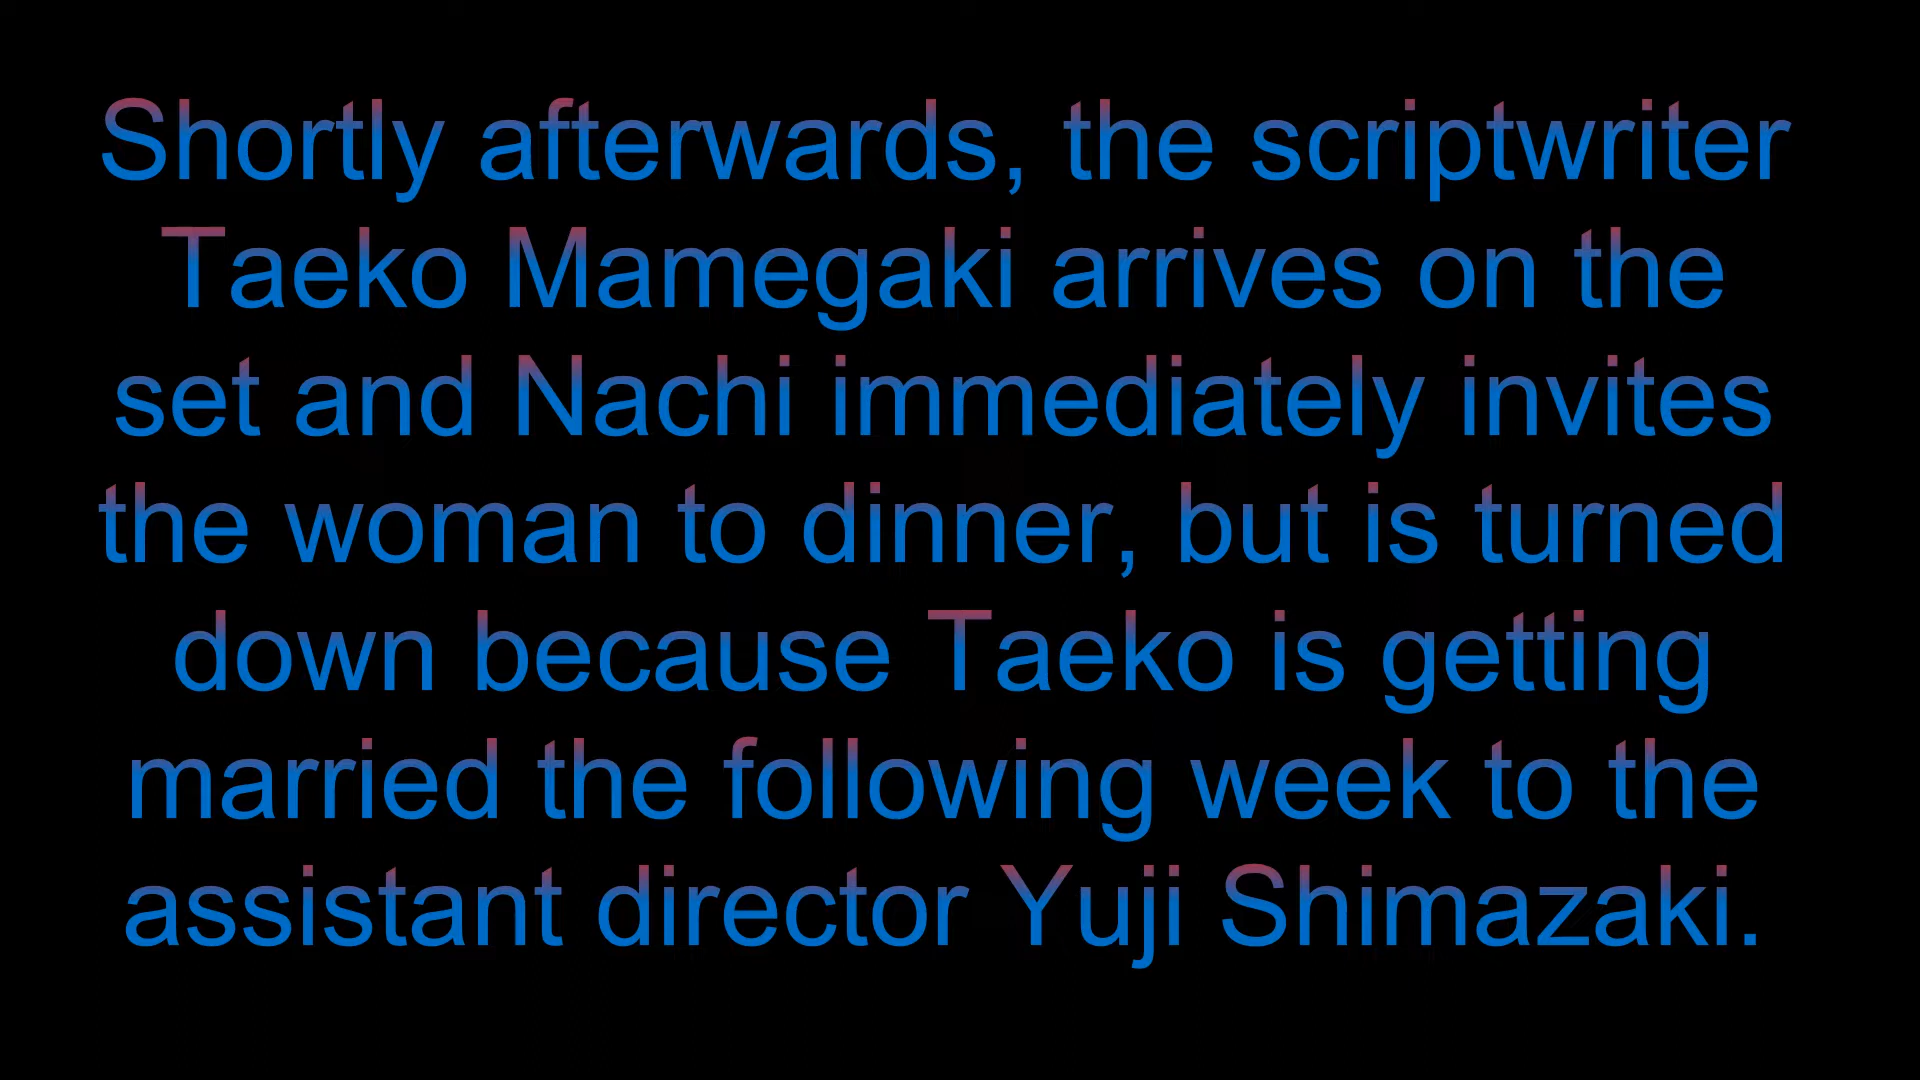 Shortly afterwards, the scriptwriter
Taeko Mamegaki arrives on the
set and Nachi immediately invites
the woman to dinner, but is turned
down because Taeko is getting
married the following week to the
assistant director Yuji Shimazaki.